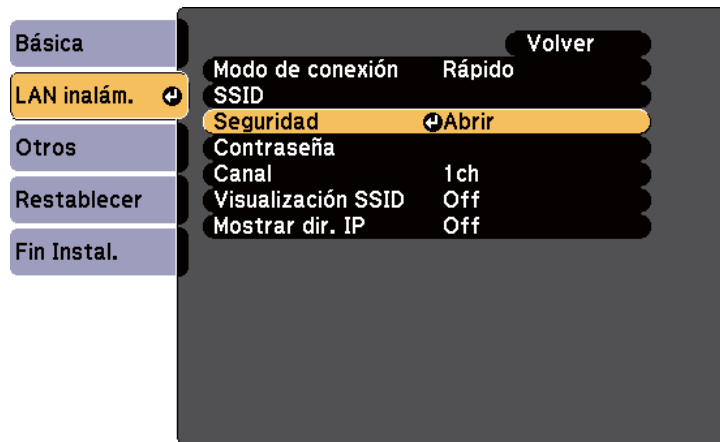 Básica
LAN inalám.
Otros
Restablecer
Fin Instal.
Volver
Modo de conexión Rápido
SSID
Seguridad Abrir
Contraseña
Canal 1ch
Visualización SSID Off
Mostrar dir. IP Off